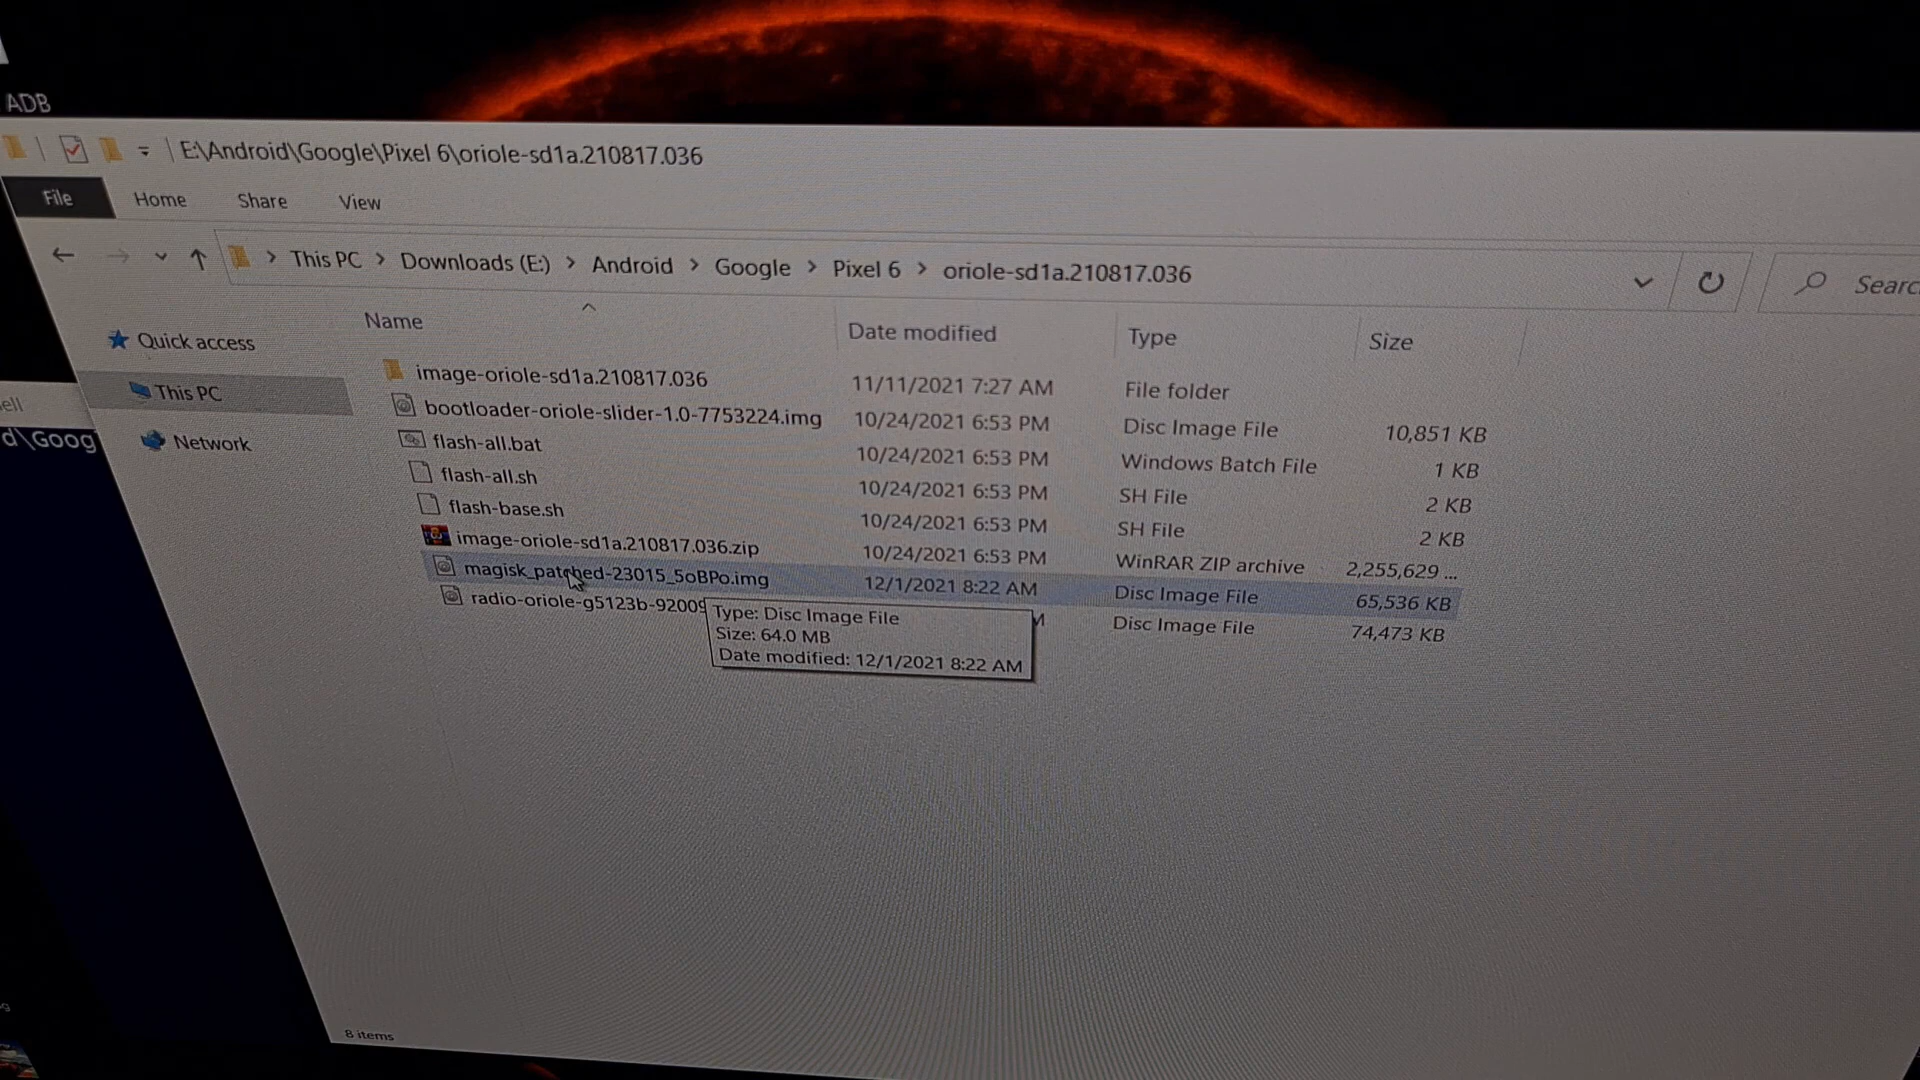 ADB
E:\Android\Google\Pixel 6\oriole-sd1a.210817.036
File Home Share View
This PC > Downloads (E:) > Android > Google > Pixel 6 > oriole-sd1a.210817.036
Searc
Name Date modified Type Size
Quick access
This PC
Network
ell
d\Goog
image-oriole-sd1a.210817.036 11/11/2021 7:27 AM File folder
bootloader-oriole-slider-1.0-7753224.img 10/24/2021 6:53 PM Disc Image File 10,851 KB
flash-all.bat 10/24/2021 6:53 PM Windows Batch File 1 KB
flash-all.sh 10/24/2021 6:53 PM SH File 2 KB
flash-base.sh 10/24/2021 6:53 PM SH File 2 KB
image-oriole-sd1a.210817.036.zip 10/24/2021 6:53 PM WinRAR ZIP archive 2,255,629 ...
magisk_patched-23015_5oBPo.img 12/1/2021 8:22 AM Disc Image File 65,536 KB
radio-oriole-g5123b-92009 M Disc Image File 74,473 KB
Type: Disc Image File
Size: 64.0 MB
Date modified: 12/1/2021 8:22 AM
8 items